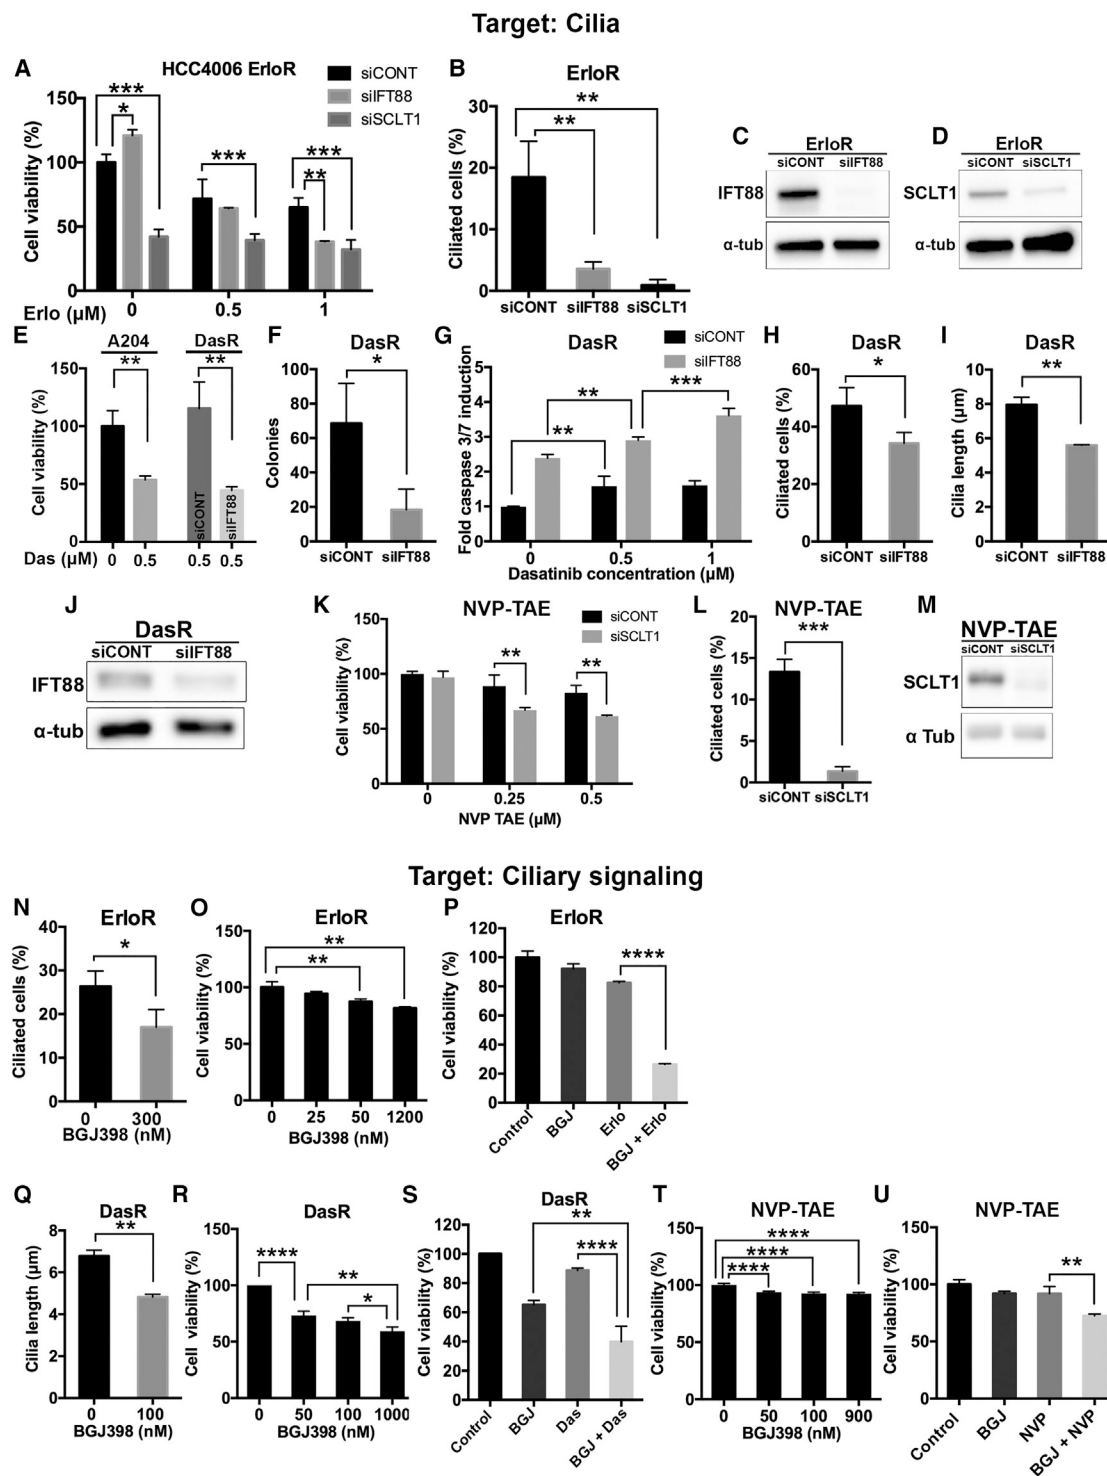 Target: Cilia
A
HCC4006 ErloR
siCONT
siIFT88
siSCLT1
Cell viability (%)
150
100
50
0
***
*
***
***
**
0
0.5
1
Erlo (μM)
B
ErloR
Ciliated cells (%)
30
20
10
0
**
**
siCONT
siIFT88
siSCLT1
C
ErloR
siCONT siIFT88
IFT88
α-tub
D
ErloR
siCONT siSCLT1
SCLT1
α-tub
E
A204
DasR
Cell viability (%)
150
100
50
0
**
**
siCONT
siIFT88
Das (μM)
0 0.5 0.5 0.5
F
DasR
Colonies
100
80
60
40
20
0
*
siCONT siIFT88
G
DasR
siCONT
siIFT88
Fold caspase 3/7 induction
5
4
3
2
1
0
**
**
***
0
0.5
1
Dasatinib concentration (μM)
H
DasR
Ciliated cells (%)
60
40
20
0
*
siCONT siIFT88
I
DasR
Cilia length (μm)
10
8
6
4
2
0
**
siCONT siIFT88
J
DasR
siCONT siIFT88
IFT88
α-tub
K
NVP-TAE
siCONT
siSCLT1
Cell viability (%)
150
100
50
0
**
**
0
0.25
0.5
NVP TAE (μM)
L
NVP-TAE
Ciliated cells (%)
20
15
10
5
0
***
siCONT siSCLT1
M
NVP-TAE
siCONT siSCLT1
SCLT1
α Tub
Target: Ciliary signaling
N
ErloR
Ciliated cells (%)
40
30
20
10
0
*
0 300
BGJ398 (nM)
O
ErloR
Cell viability (%)
150
100
50
0
**
**
0 25 50 1200
BGJ398 (nM)
P
ErloR
Cell viability (%)
120
100
80
60
40
20
0
****
Control
BGJ
Erlo
BGJ + Erlo
Q
DasR
Cilia length (μm)
8
6
4
2
0
**
0 100
BGJ398 (nM)
R
DasR
Cell viability (%)
150
100
50
0
****
**
*
0 50 100 1000
BGJ398 (nM)
S
DasR
Cell viability (%)
120
100
80
60
40
20
0
**
****
Control
BGJ
Das
BGJ + Das
T
NVP-TAE
Cell viability (%)
150
100
50
0
****
****
****
0 50 100 900
BGJ398 (nM)
U
NVP-TAE
Cell viability (%)
150
100
50
0
**
Control
BGJ
NVP
BGJ + NVP